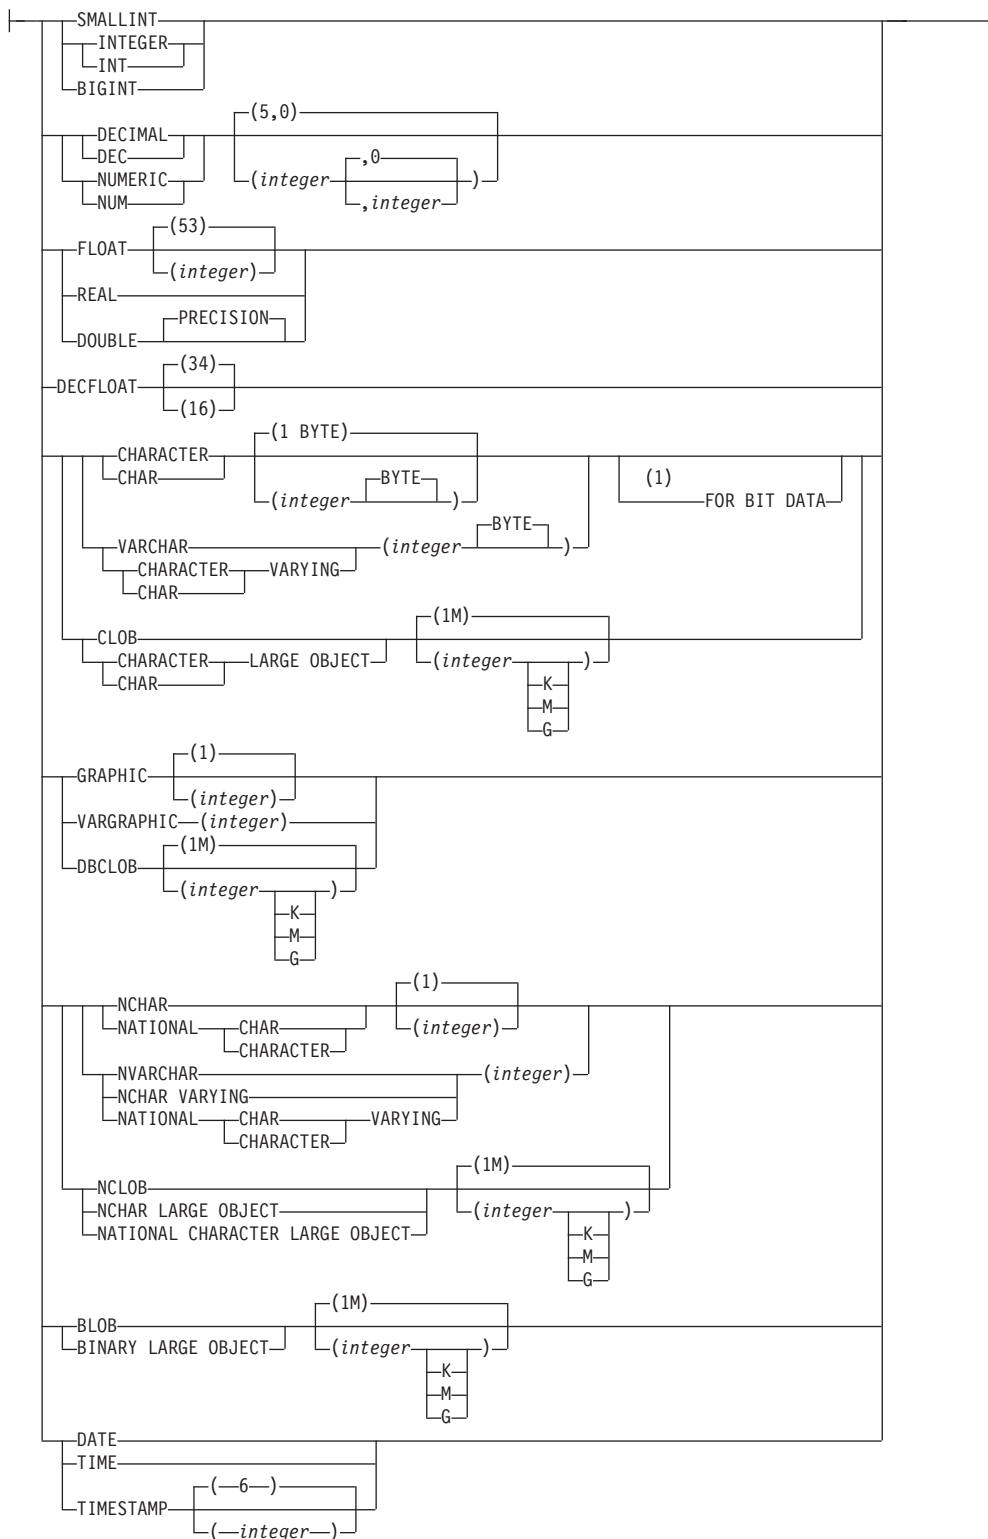 SMALLINT
INTEGER
INT
BIGINT
(5,0)
DECIMAL
DEC ,0
NUMERIC (integer )
NUM ,integer
(53)
FLOAT
(integer)
REAL
PRECISION
DOUBLE
(34)
DECFLOAT
(16)
(1 BYTE)
CHARACTER
CHAR BYTE (1)
(integer ) FOR BIT DATA
BYTE
VARCHAR (integer )
CHARACTER VARYING
CHAR
(1M)
CLOB
CHARACTER LARGE OBJECT (integer )
CHAR K
M
G
(1)
GRAPHIC
(integer)
VARGRAPHIC (integer)
(1M)
DBCLOB
(integer )
K
M
G
(1)
NCHAR
NATIONAL CHAR (integer)
CHARACTER
NVARCHAR (integer)
NCHAR VARYING
NATIONAL CHAR VARYING
CHARACTER
(1M)
NCLOB
NCHAR LARGE OBJECT (integer )
NATIONAL CHARACTER LARGE OBJECT K
M
G
(1M)
BLOB
BINARY LARGE OBJECT (integer )
K
M
G
DATE
TIME
( 6 )
TIMESTAMP
( integer )